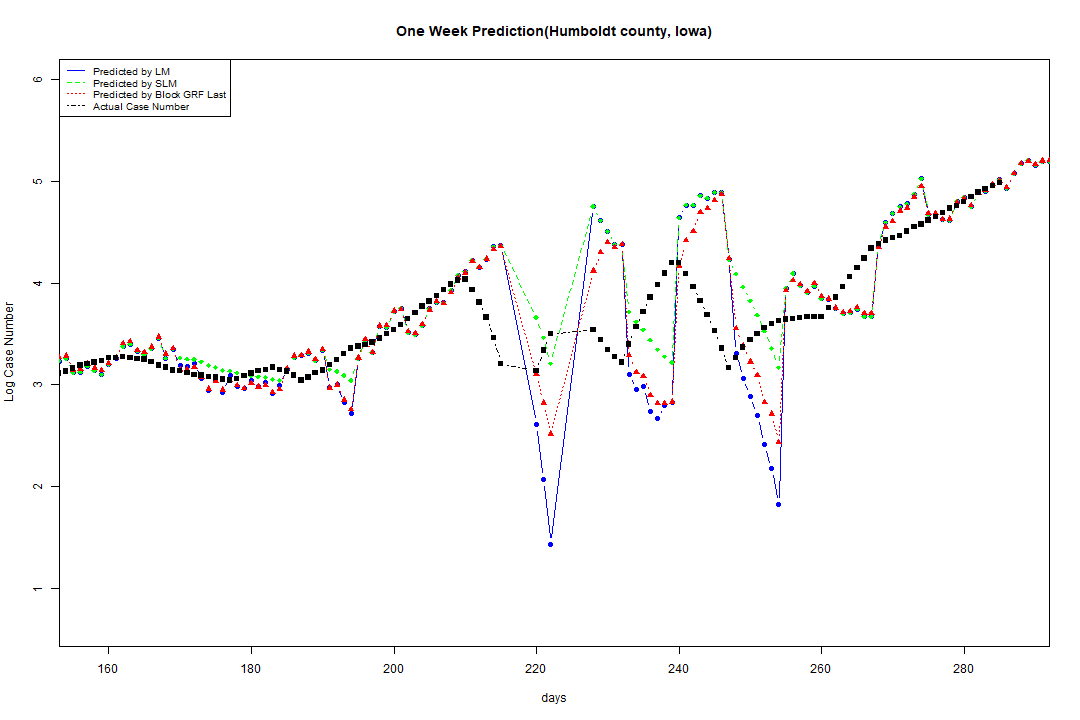 One Week Prediction(Humboldt county, Iowa)
Predicted by LM
Predicted by SLM
Predicted by Block GRF Last
Actual Case Number
Log Case Number
6
5
4
3
2
1
160
180
200
220
240
260
280
days